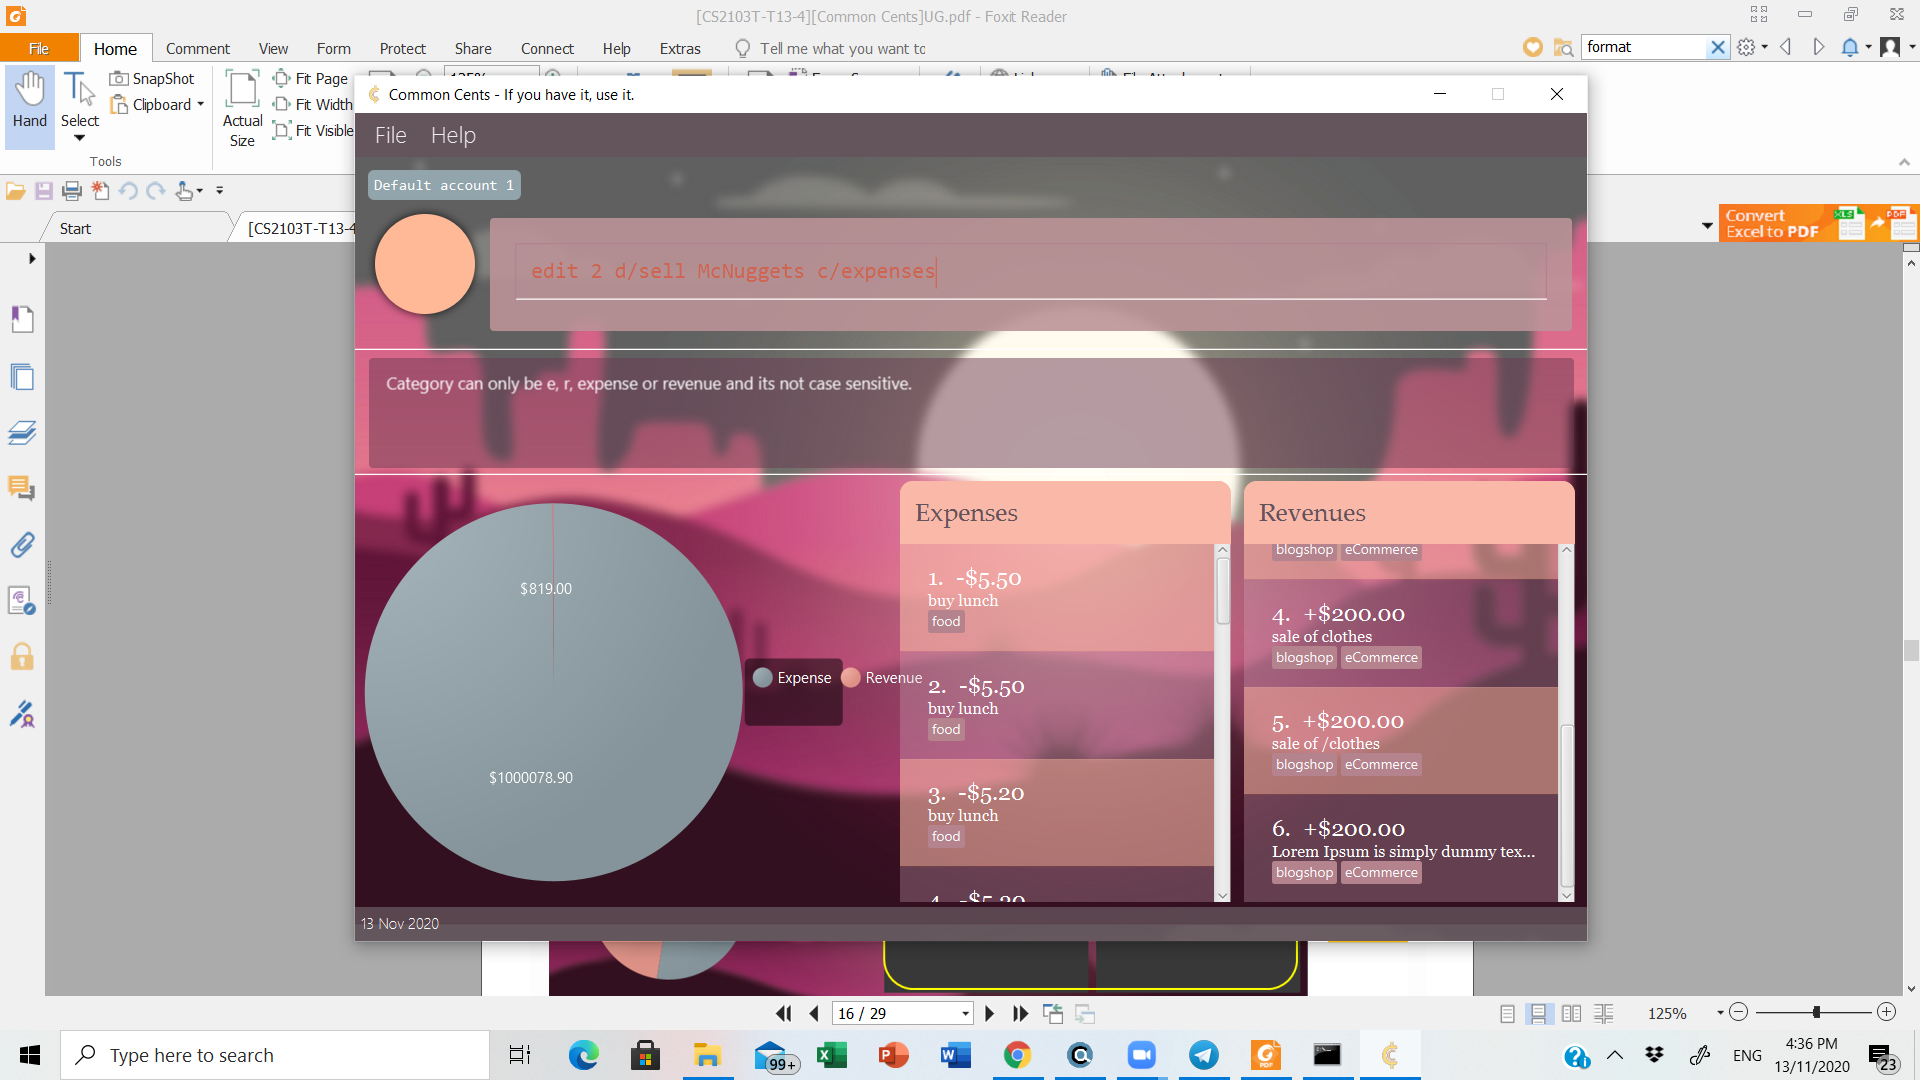 [CS2103T-T13-4][Common Cents]UG.pdf - Foxit Reader
File Home Comment View Form Protect Share Connect Help Extras Tell me what you want to
format
Hand
Select
SnapShot
Clipboard
Actual
Size
Fit Page
Fit Width
Fit Visible
Tools
Start
[CS2103T-T13-4
Convert
Excel to PDF
XLS
PDF
Common Cents - If you have it, use it.
File Help
Default account 1
edit 2 d/sell McNuggets c/expenses
Category can only be e, r, expense or revenue and its not case sensitive.
$819.00
$1000078.90
Expense
Revenue
Expenses
1. -$5.50
buy lunch
food
2. -$5.50
buy lunch
food
3. -$5.20
buy lunch
food
4. -$5.20
Revenues
blogshop eCommerce
4. +$200.00
sale of clothes
blogshop eCommerce
5. +$200.00
sale of /clothes
blogshop eCommerce
6. +$200.00
Lorem Ipsum is simply dummy tex...
blogshop eCommerce
13 Nov 2020
16 / 29
125%
Type here to search
99+
ENG
4:36 PM
13/11/2020
23